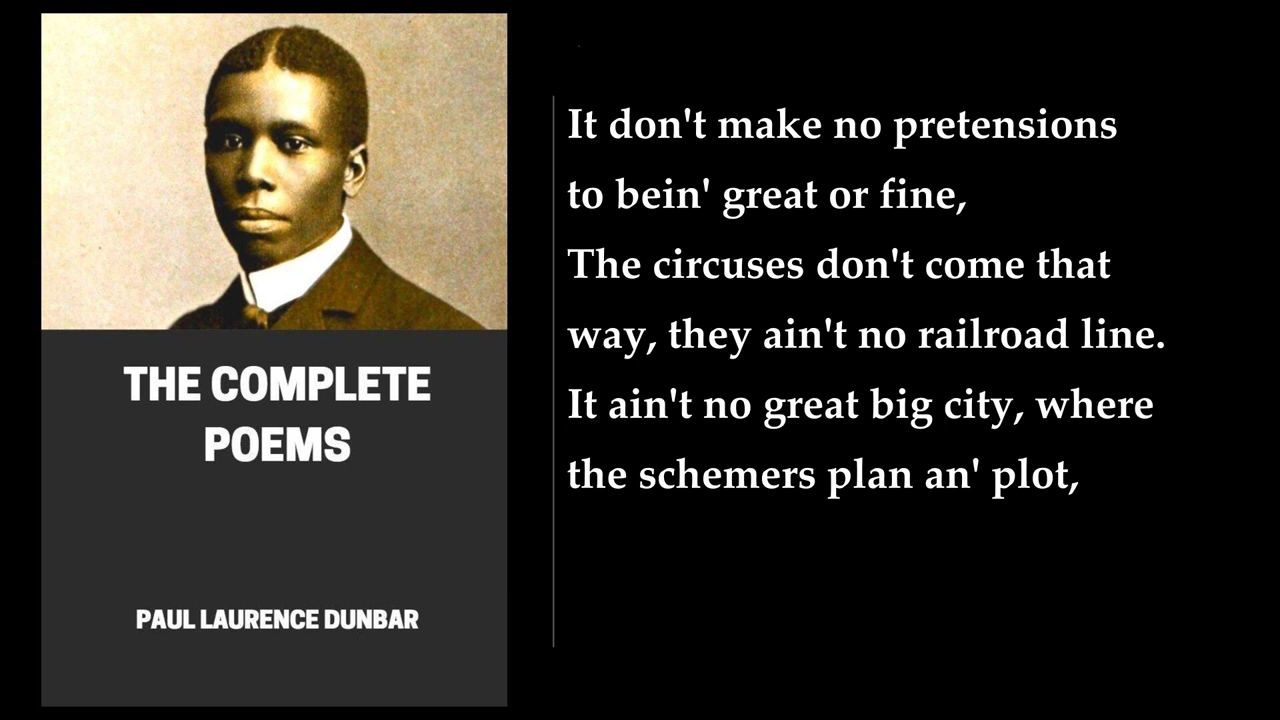 THE COMPLETE
POEMS
PAUL LAURENCE DUNBAR
It don't make no pretensions
to bein' great or fine,
The circuses don't come that
way, they ain't no railroad line.
It ain't no great big city, where
the schemers plan an' plot,